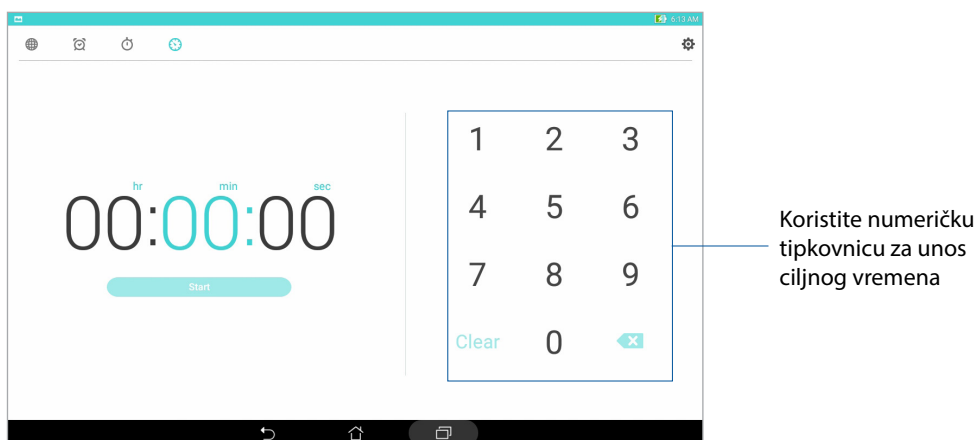 6:13 AM
hr min sec
00:00:00
Start
1 2 3
4 5 6
7 8 9
Clear 0
Koristite numeričku
tipkovnicu za unos
ciljnog vremena